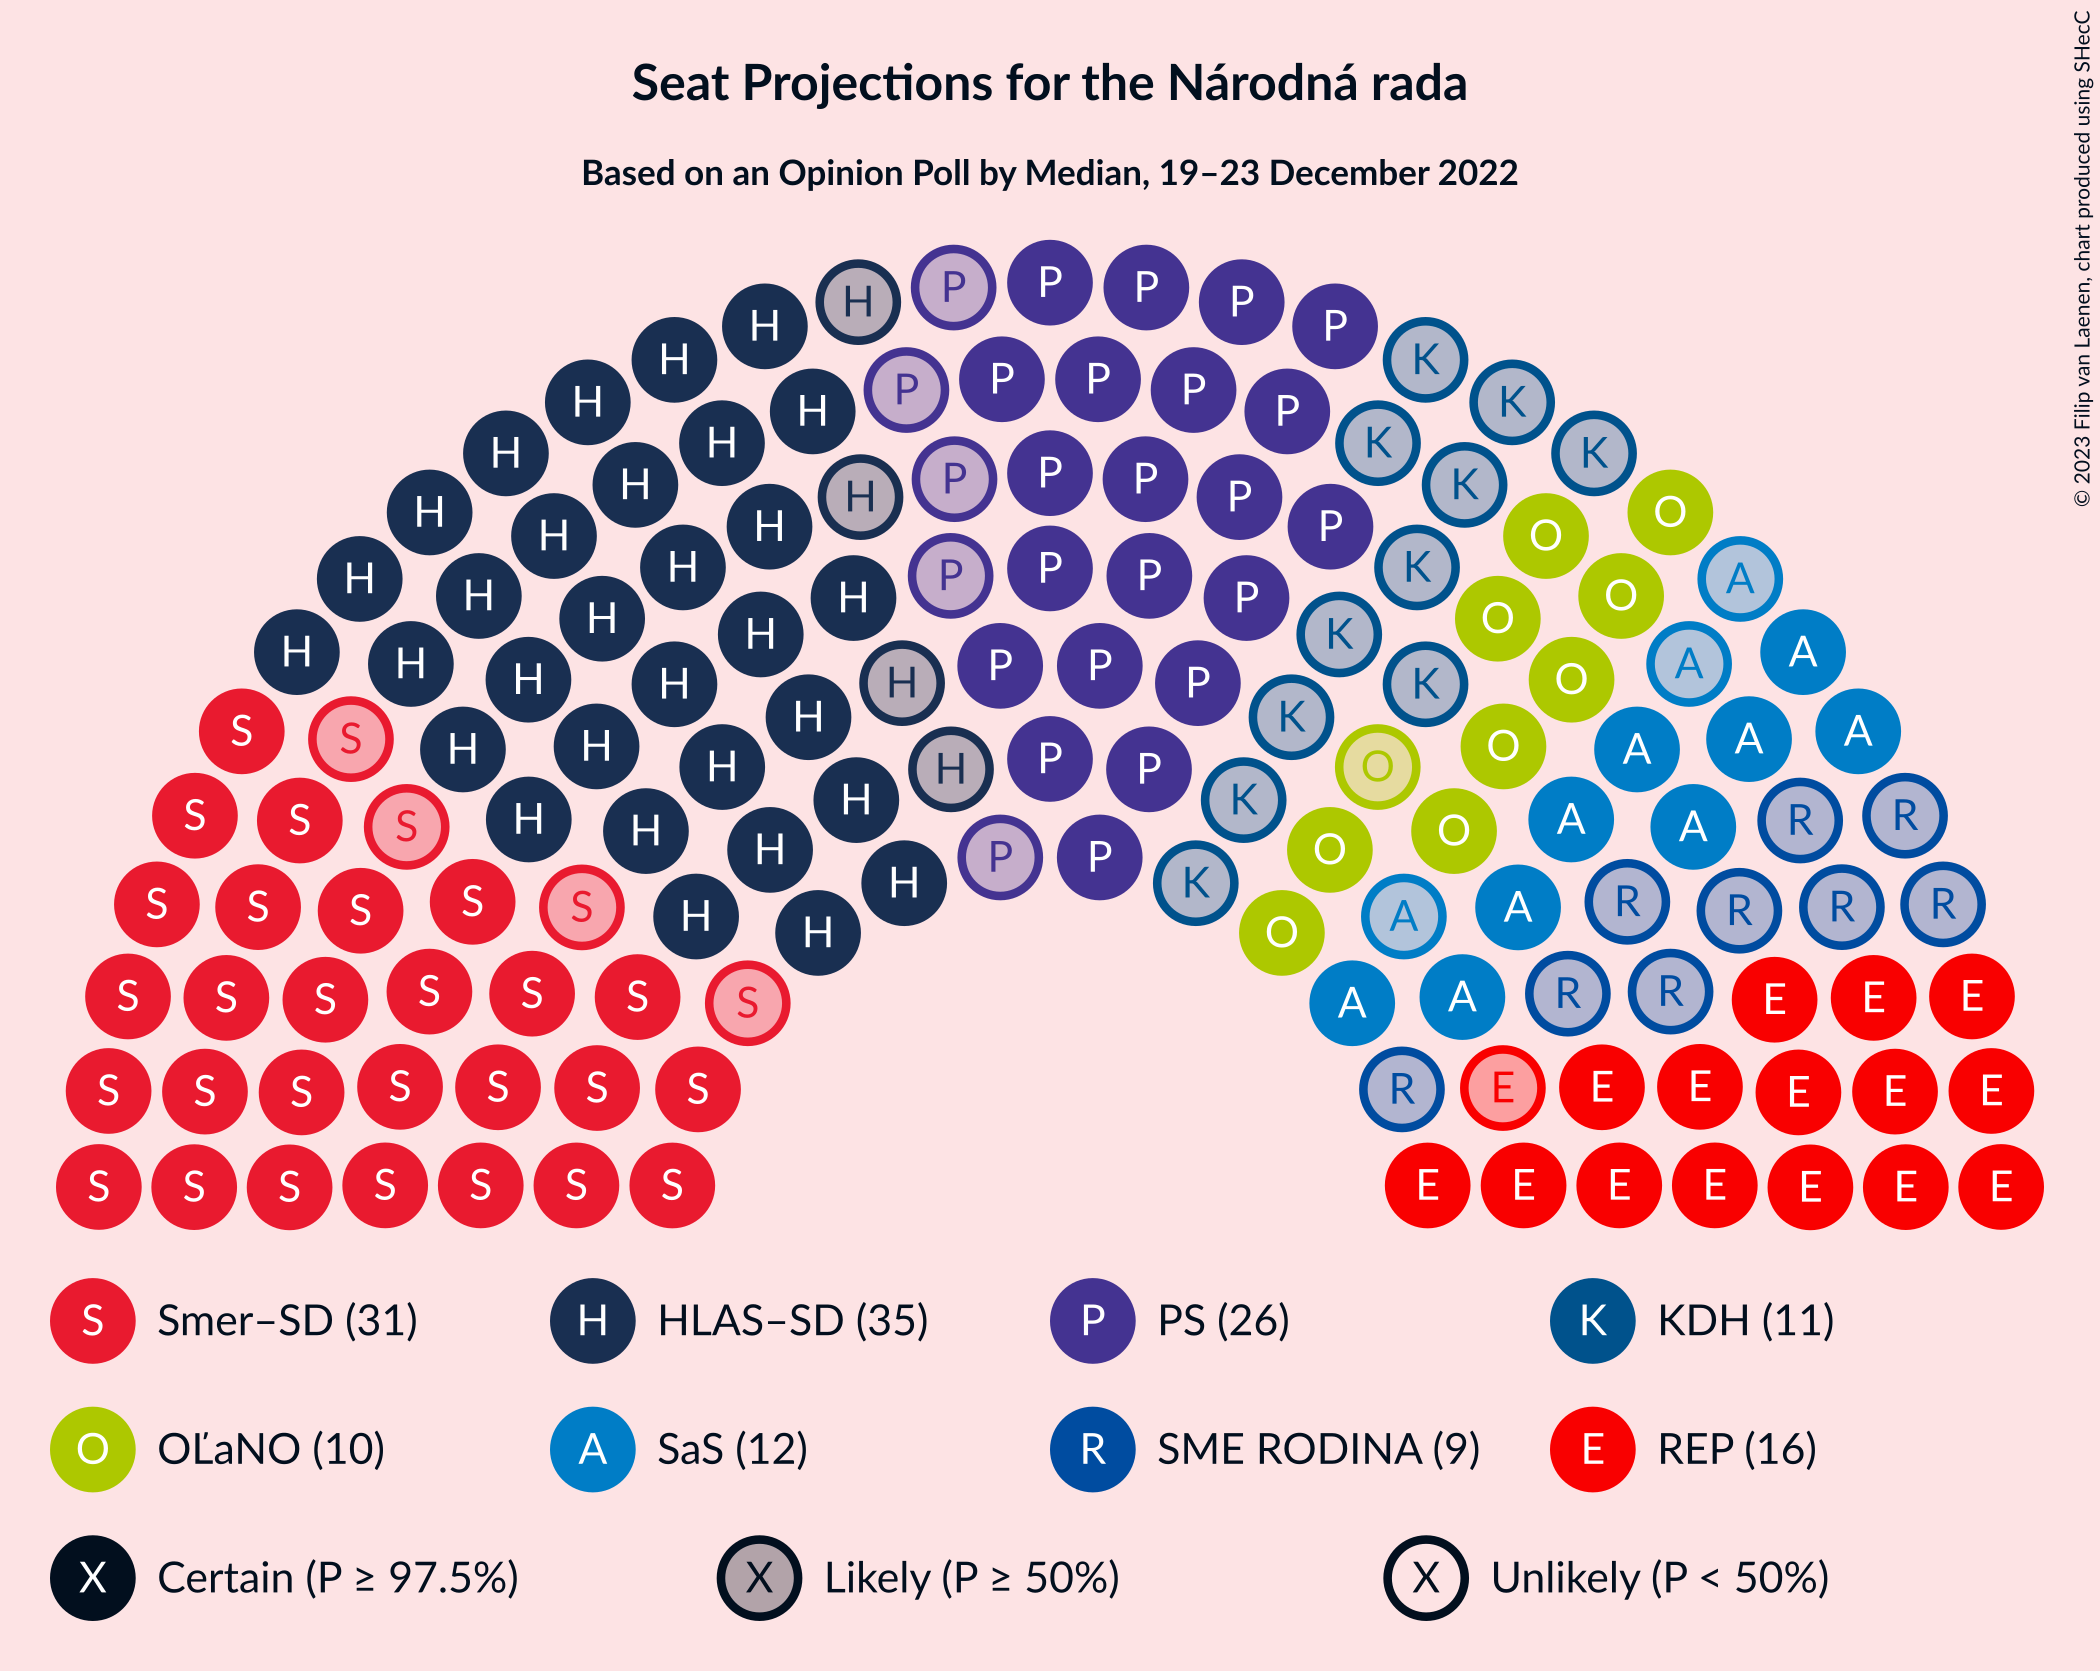 Seat Projections for the Národná rada
Based on an Opinion Poll by Median, 19–23 December 2022
© 2023 Filip van Laenen, chart produced using SHecC
P P P P P
H H K
H P P P P P K
H H K K
H H P P P P P K K
H H H O O
H H H P P P P K O A
H H H H P P P K K O O A A
H H H H H P P K O O A A A
S S H H H H P P K O O A A R R
S S S H H H O A A R R R R
S S S S S H H O A A R R E E E
S S S S S S S R E E E E E E
S S S S S S S E E E E E E E
S Smer–SD (31) H HLAS–SD (35) P PS (26) K KDH (11)
O OĽaNO (10) A SaS (12) R SME RODINA (9) E REP (16)
X Certain (P ≥ 97.5%) X Likely (P ≥ 50%) X Unlikely (P < 50%)